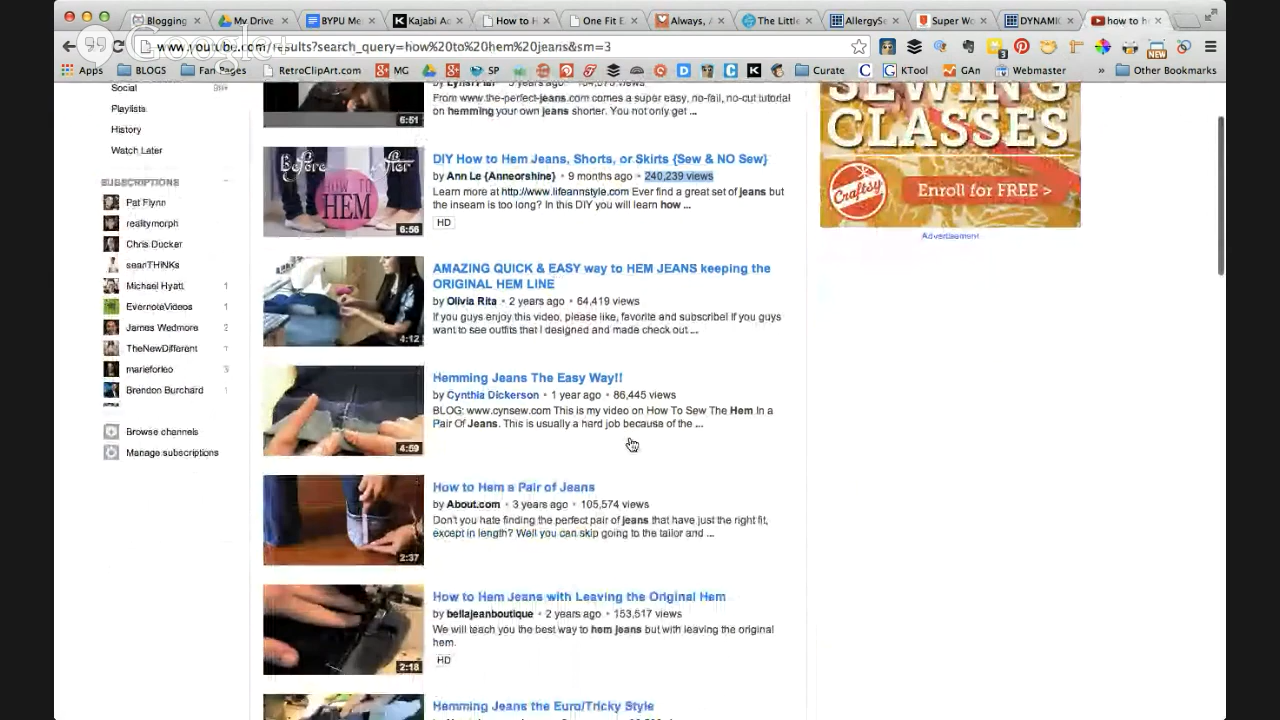 Blogging
My Drive
BYPU Me
Kajabi Ac
How to H
One Fit E
Always, A
The Little
AllergySe
Super Wo
DYNAMIC
how to he
Google+
www.youtube.com/results?search_query=how%20to%20hem%20jeans&sm=3
3
NEW
Apps
BLOGS
Fan Pages
RetroClipArt.com
MG
SP
Curate
KTool
GAn
Webmaster
»
Other Bookmarks
Social
Playlists
History
Watch Later
SUBSCRIPTIONS
Pat Flynn
realitymorph
Chris Ducker
seanTHiNKs
Michael Hyatt 1
EvernoteVideos 1
James Wedmore 2
TheNewDifferent 1
marieforleo 3
Brendon Burchard 1
Browse channels
Manage subscriptions
From www.the-perfect-jeans.com comes a super easy, no-fail, no-cut tutorial
on hemming your own jeans shorter. You not only get ...
6:51
Before
After
HOW TO
HEM
6:56
DIY How to Hem Jeans, Shorts, or Skirts {Sew & NO Sew}
by Ann Le {Anneorshine} • 9 months ago • 240,239 views
Learn more at http://www.lifeannstyle.com Ever find a great set of jeans but
the inseam is too long? In this DIY you will learn how ...
HD
AMAZING QUICK & EASY way to HEM JEANS keeping the
ORIGINAL HEM LINE
by Olivia Rita • 2 years ago • 64,419 views
If you guys enjoy this video, please like, favorite and subscribe! If you guys
want to see outfits that I designed and made check out ...
4:12
Hemming Jeans The Easy Way!!
by Cynthia Dickerson • 1 year ago • 86,445 views
BLOG: www.cynsew.com This is my video on How To Sew The Hem In a
Pair Of Jeans. This is usually a hard job because of the ...
4:59
How to Hem a Pair of Jeans
by About.com • 3 years ago • 105,574 views
Don't you hate finding the perfect pair of jeans that have just the right fit,
except in length? Well you can skip going to the tailor and ...
2:37
How to Hem Jeans with Leaving the Original Hem
by bellajeanboutique • 2 years ago • 153,517 views
We will teach you the best way to hem jeans but with leaving the original
hem.
HD
2:18
Hemming Jeans the Euro/Tricky Style
SEWING
CLASSES
Craftsy
Enroll for FREE >
Advertisement